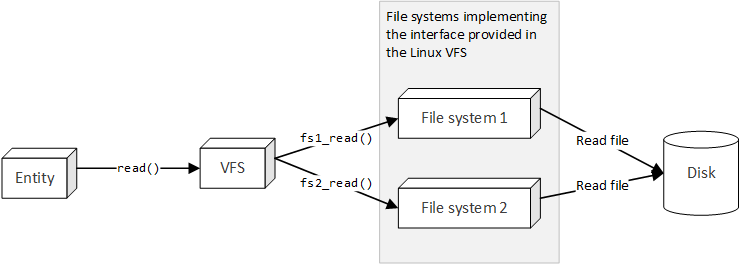 File systems implementing
the interface provided in
the Linux VFS
File system 1
fs1_read()
Read file
Entity
read()
VFS
Disk
fs2_read()
Read file
File system 2